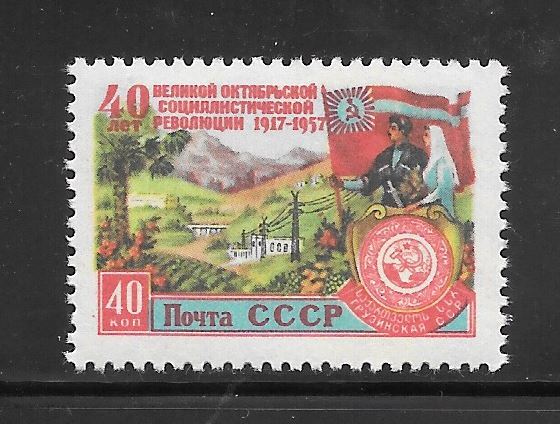 40 ВЕЛИКОЙ ОКТЯБРЬСКОЙ
СОЦИАЛИСТИЧЕСКОЙ
ЛЕТ РЕВОЛЮЦИИ 1917-1957
40
КОП
Почта СССР
ГРУЗИНСКАЯ ССР